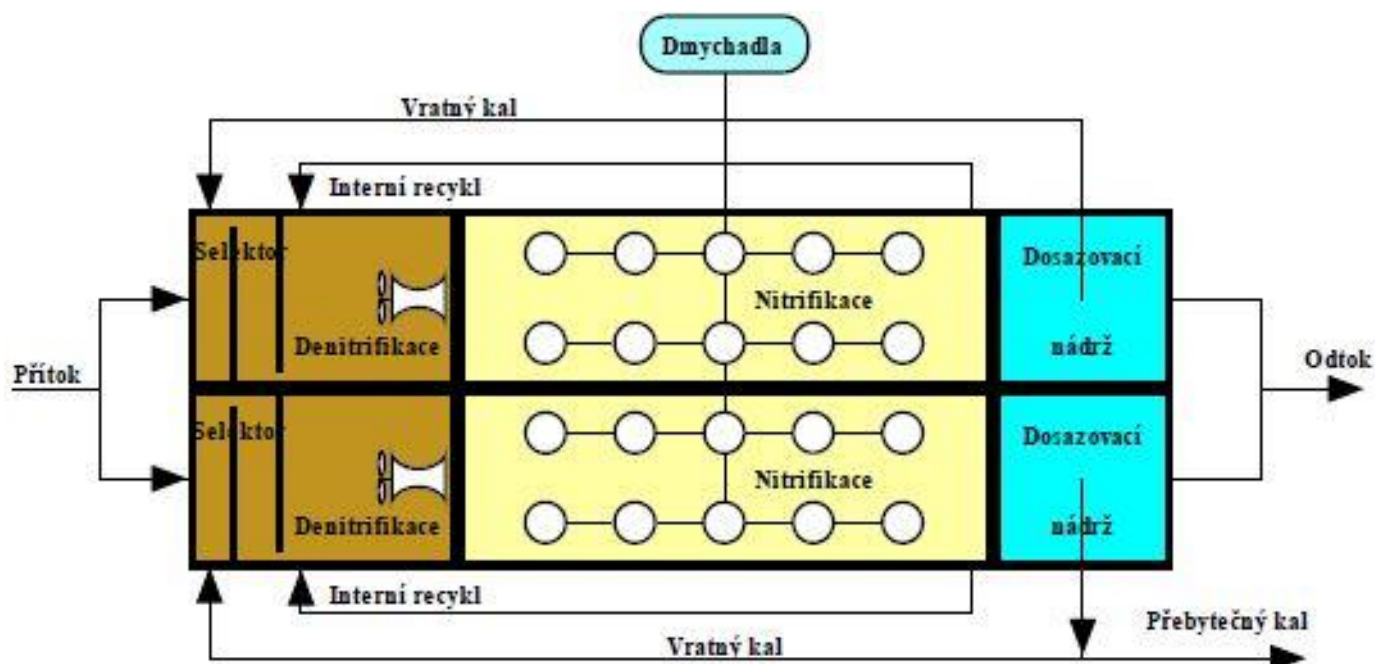 Dmychadla
Vratný kal
Interní recykl
Selektor
Dosazovací
Nitrifikace
Denitrifikace
nádrž
Přítok
Odtok
Selektor
Dosazovací
Nitrifikace
Denitrifikace
nádrž
Interní recykl
Přebytečný kal
Vratný kal